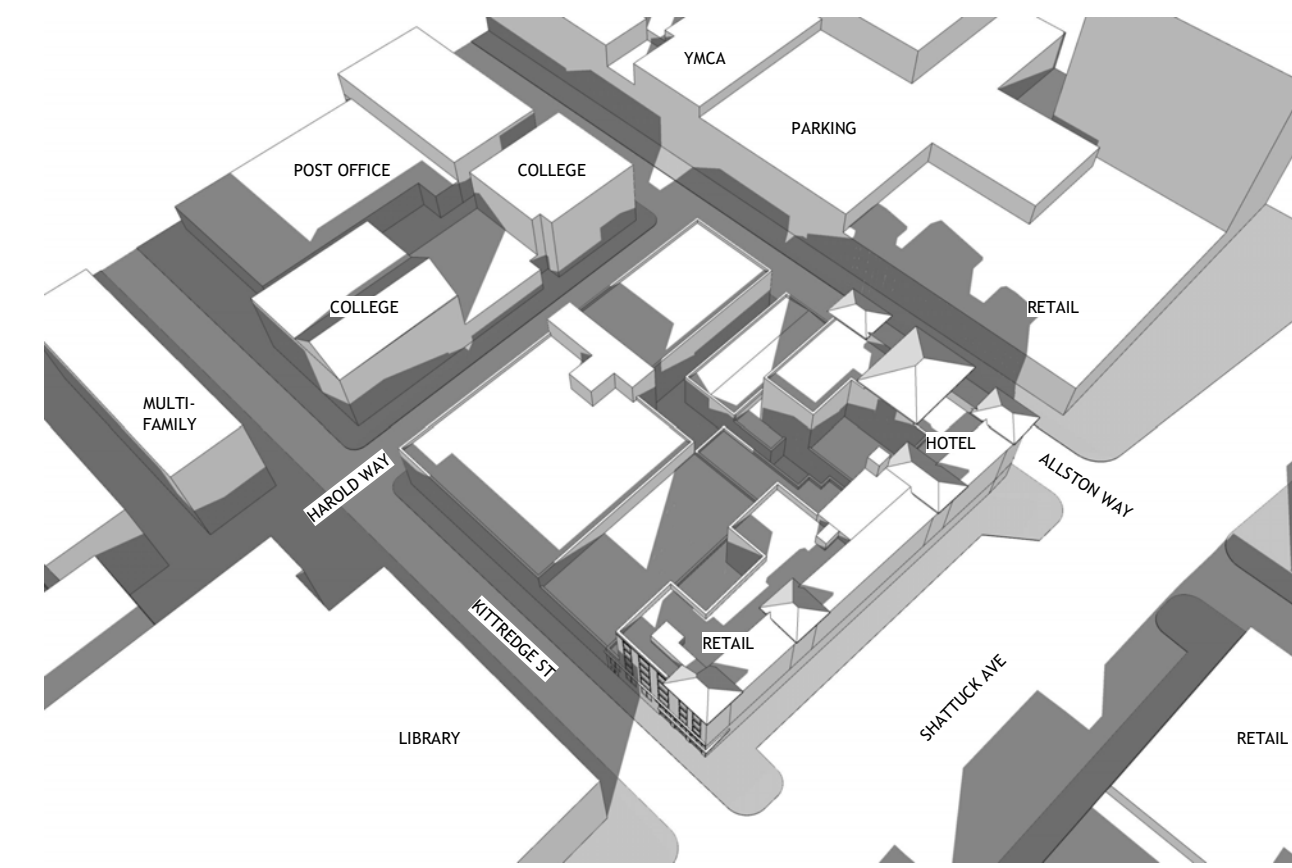 YMCA
PARKING
POST OFFICE
COLLEGE
COLLEGE
RETAIL
MULTI-
FAMILY
HOTEL
HAROLD WAY
ALLSTON WAY
KITTREDGE ST
RETAIL
SHATTUCK AVE
LIBRARY
RETAIL